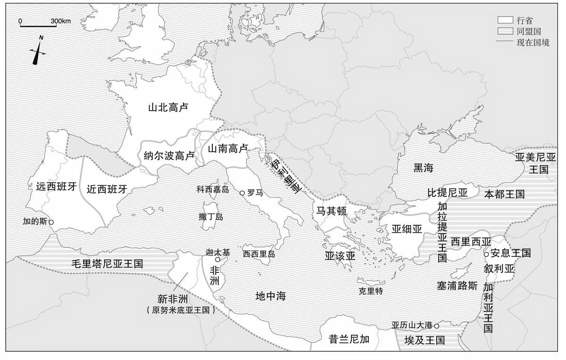 0 300km
N
行省
同盟国
现在国境
山北高卢
纳尔波高卢
山南高卢
伊利里亚
黑海
亚美尼亚
王国
远西班牙
近西班牙
科西嘉岛
罗马
马其顿
比提尼亚
本都王国
加的斯
撒丁岛
亚细亚
加拉提亚王国
毛里塔尼亚王国
迦太基
西西里岛
亚该亚
西里西亚
安息王国
非洲
叙利亚
新非洲
(原努米底亚王国)
地中海
克里特
塞浦路斯
加利亚王国
昔兰尼加
亚历山大港
埃及王国